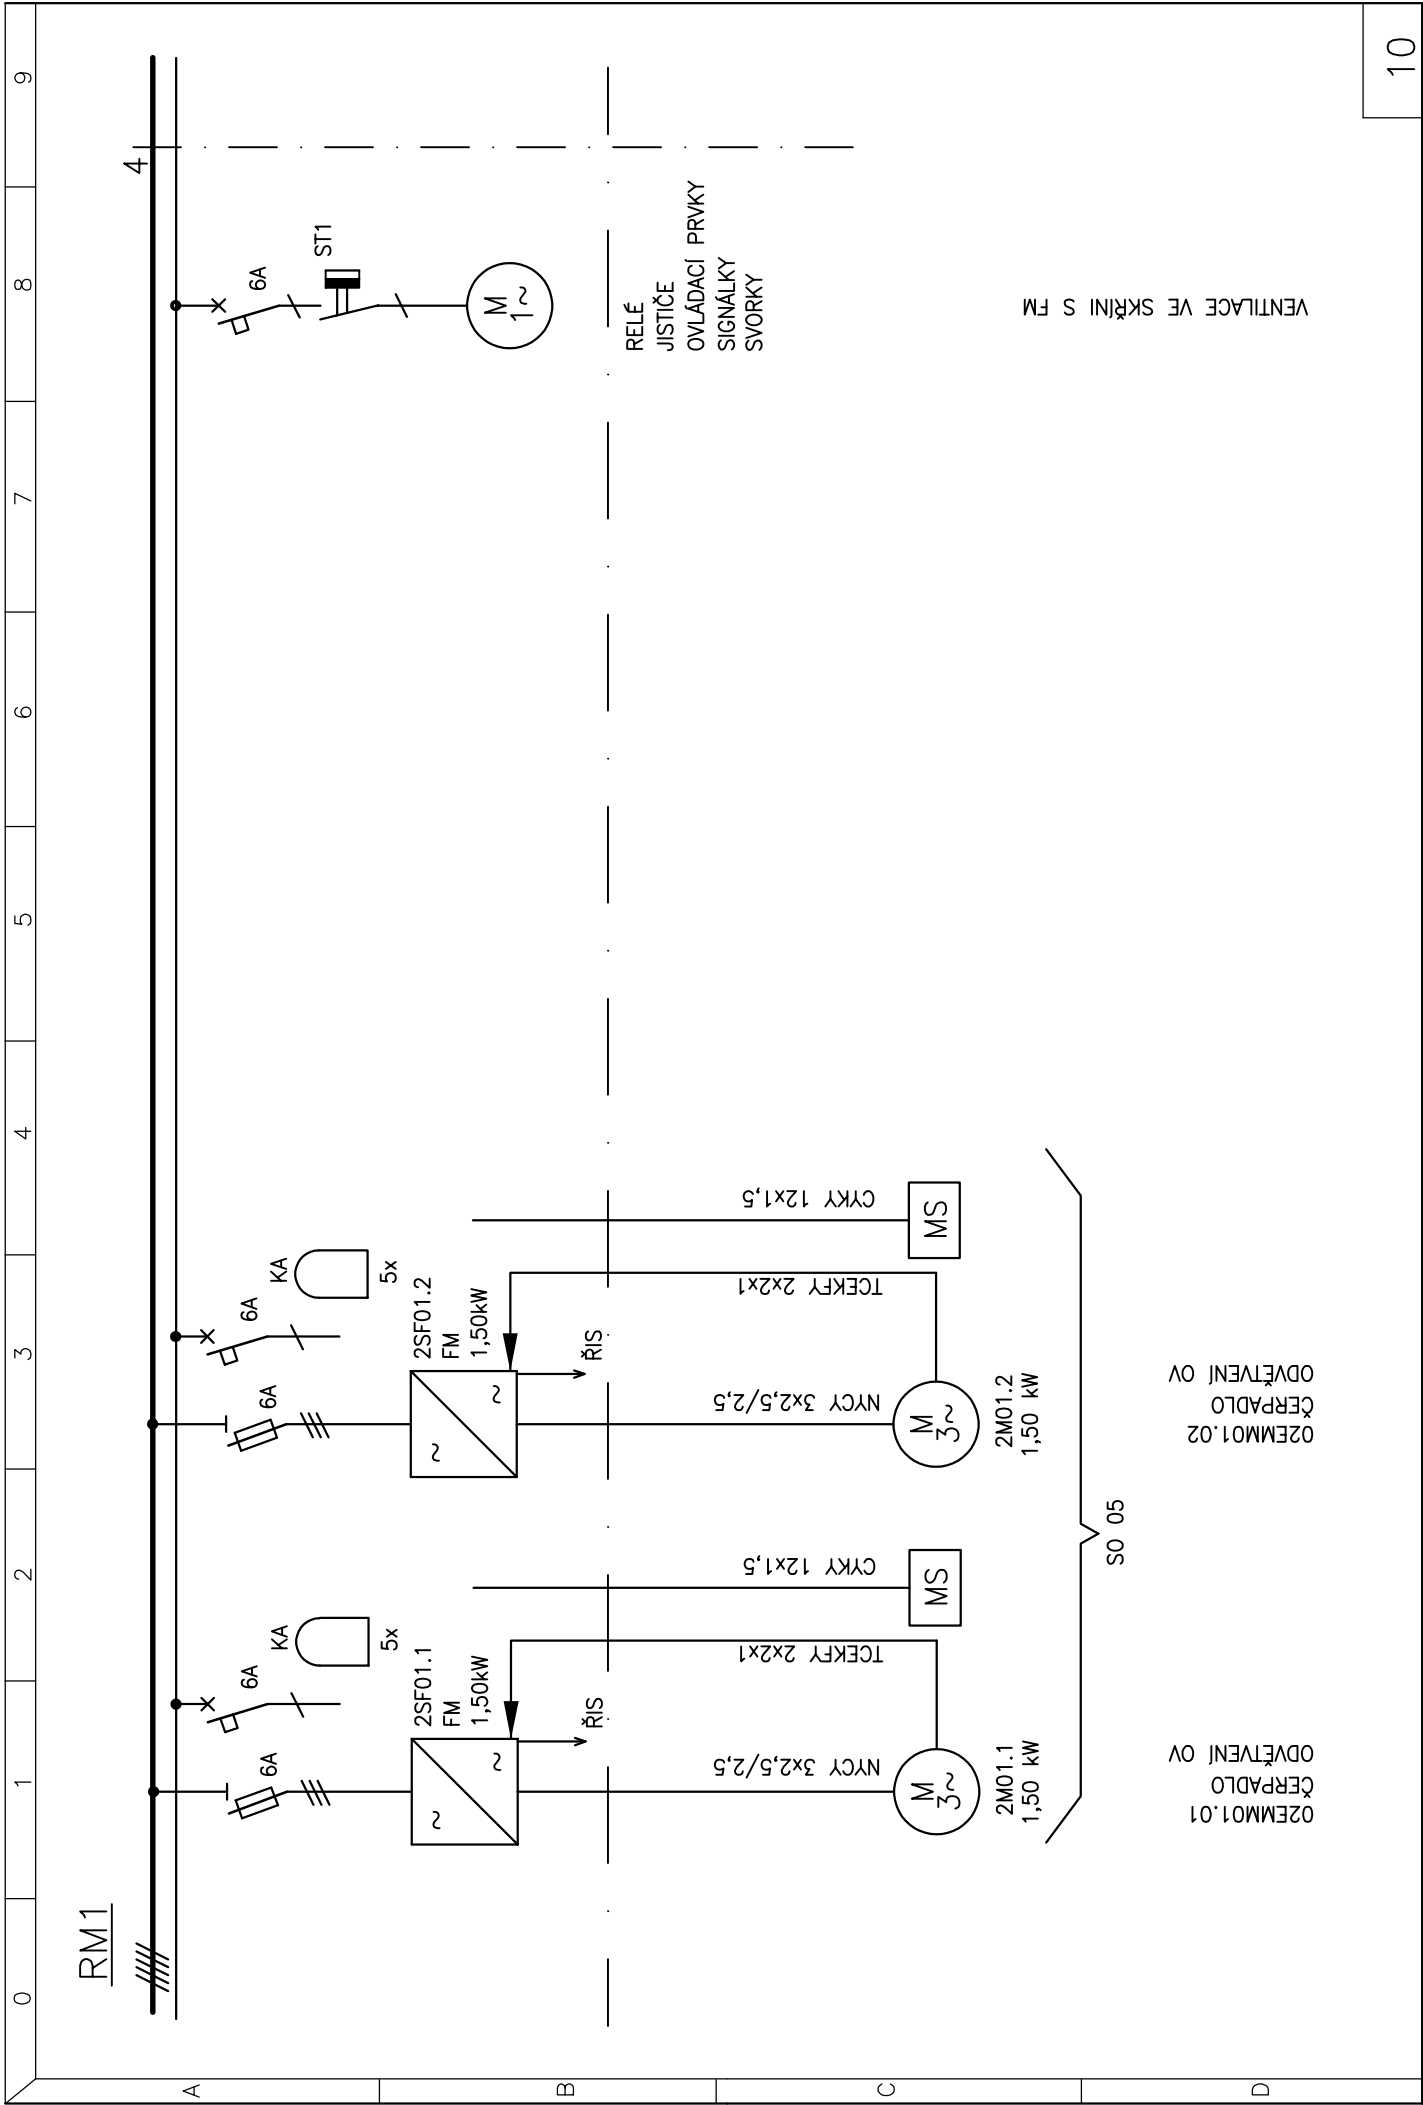 0
1
2
3
4
5
6
7
8
9
A
B
C
D
RM1
4
6A
6A
KA
5x
2SF01.1
FM
1,50kW
~
~
ŘIS
NYCY 3x2,5/2,5
TCEKFY 2x2x1
CYKY 12x1,5
M
3~
MS
2M01.1
1,50 kW
02EMM01.01
ČERPADLO
ODVĚTVENÍ OV
6A
6A
KA
5x
2SF01.2
FM
1,50kW
~
~
ŘIS
NYCY 3x2,5/2,5
TCEKFY 2x2x1
CYKY 12x1,5
M
3~
MS
2M01.2
1,50 kW
SO 05
02EMM01.02
ČERPADLO
ODVĚTVENÍ OV
6A
ST1
M
1~
RELÉ
JISTIČE
OVLÁDACÍ PRVKY
SIGNÁLKY
SVORKY
VENTILACE VE SKŘÍNI S FM
10